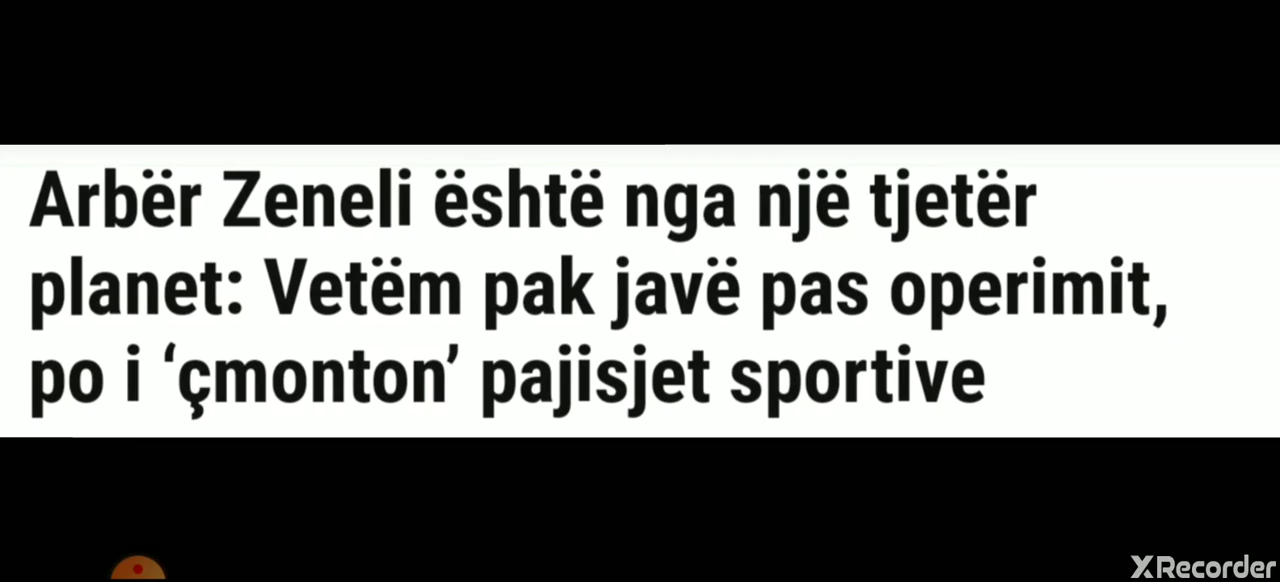 Arbër Zeneli është nga një tjetër
planet: Vetëm pak javë pas operimit,
po i ‘çmonton’ pajisjet sportive
XRecorder